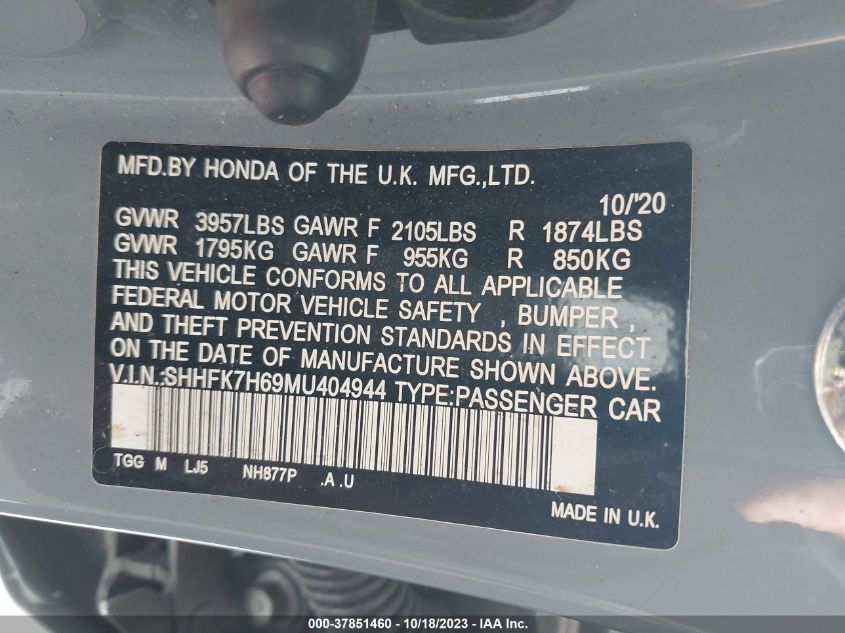 MFD.BY HONDA OF THE U.K. MFG.,LTD.
10/'20
GVWR 3957LBS GAWR F 2105LBS R 1874LBS
GVWR 1795KG GAWR F 955KG R 850KG
THIS VEHICLE CONFORMS TO ALL APPLICABLE
FEDERAL MOTOR VEHICLE SAFETY , BUMPER ,
AND THEFT PREVENTION STANDARDS IN EFFECT
ON THE DATE OF MANUFACTURE SHOWN ABOVE.
V.I.N.:SHHFK7H69MU404944 TYPE:PASSENGER CAR
TGG M LJ5 NH877P .A .U
MADE IN U.K.
000-37851460 - 10/18/2023 - IAA Inc.